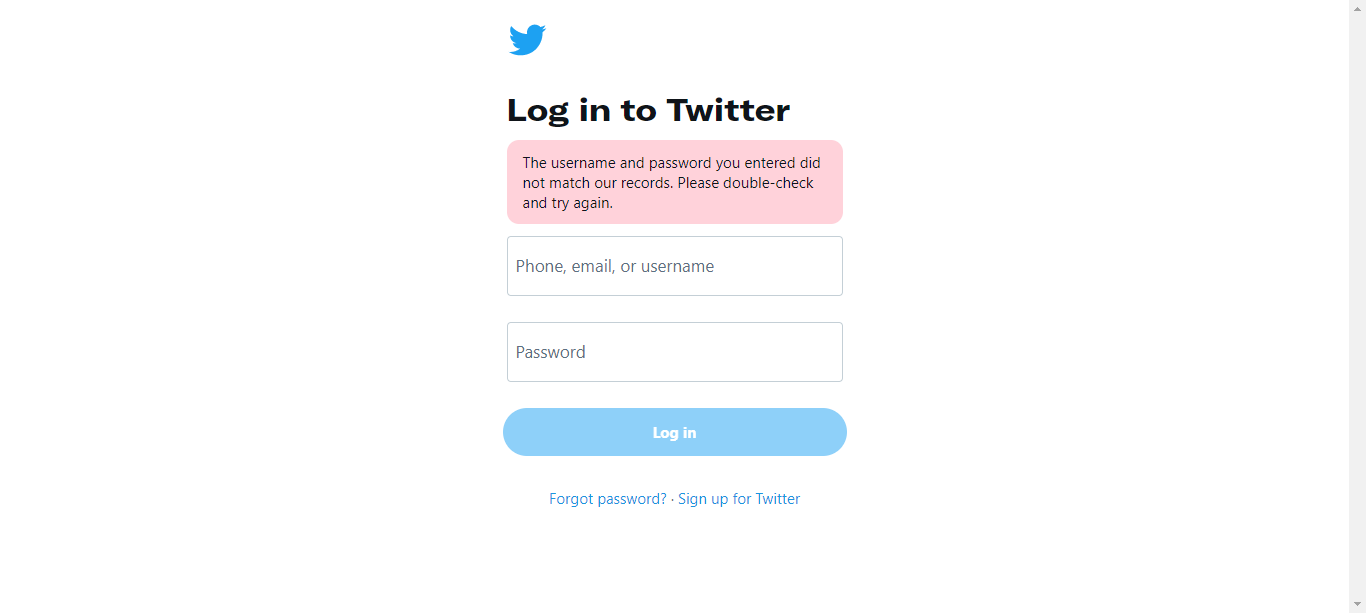 Log in to Twitter
The username and password you entered did
not match our records. Please double-check
and try again.
Phone, email, or username
Password
Log in
Forgot password? · Sign up for Twitter